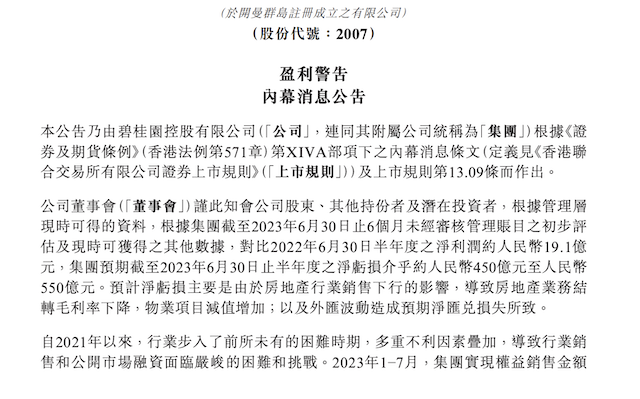 (於開曼群島註冊成立之有限公司)
(股份代號：2007)
盈利警告
內幕消息公告
本公告乃由碧桂園控股有限公司(「公司」，連同其附屬公司統稱為「集團」)根據《證
券及期貨條例》(香港法例第571章)第XIVA部項下之內幕消息條文(定義見《香港聯
合交易所有限公司證券上市規則》(「上市規則」))及上市規則第13.09條而作出。
公司董事會(「董事會」)謹此知會公司股東、其他持份者及潛在投資者，根據管理層
現時可得的資料，根據集團截至2023年6月30日止6個月未經審核管理賬目之初步評
估及現時可獲得之其他數據，對比2022年6月30日半年度之淨利潤約人民幣19.1億
元，集團預期截至2023年6月30日止半年度之淨虧損介乎約人民幣450億元至人民幣
550億元。預計淨虧損主要是由於房地產行業銷售下行的影響，導致房地產業務結
轉毛利率下降，物業項目減值增加；以及外匯波動造成預期淨匯兌損失所致。
自2021年以來，行業步入了前所未有的困難時期，多重不利因素疊加，導致行業銷
售和公開市場融資面臨嚴峻的困難和挑戰。2023年1–7月，集團實現權益銷售金額